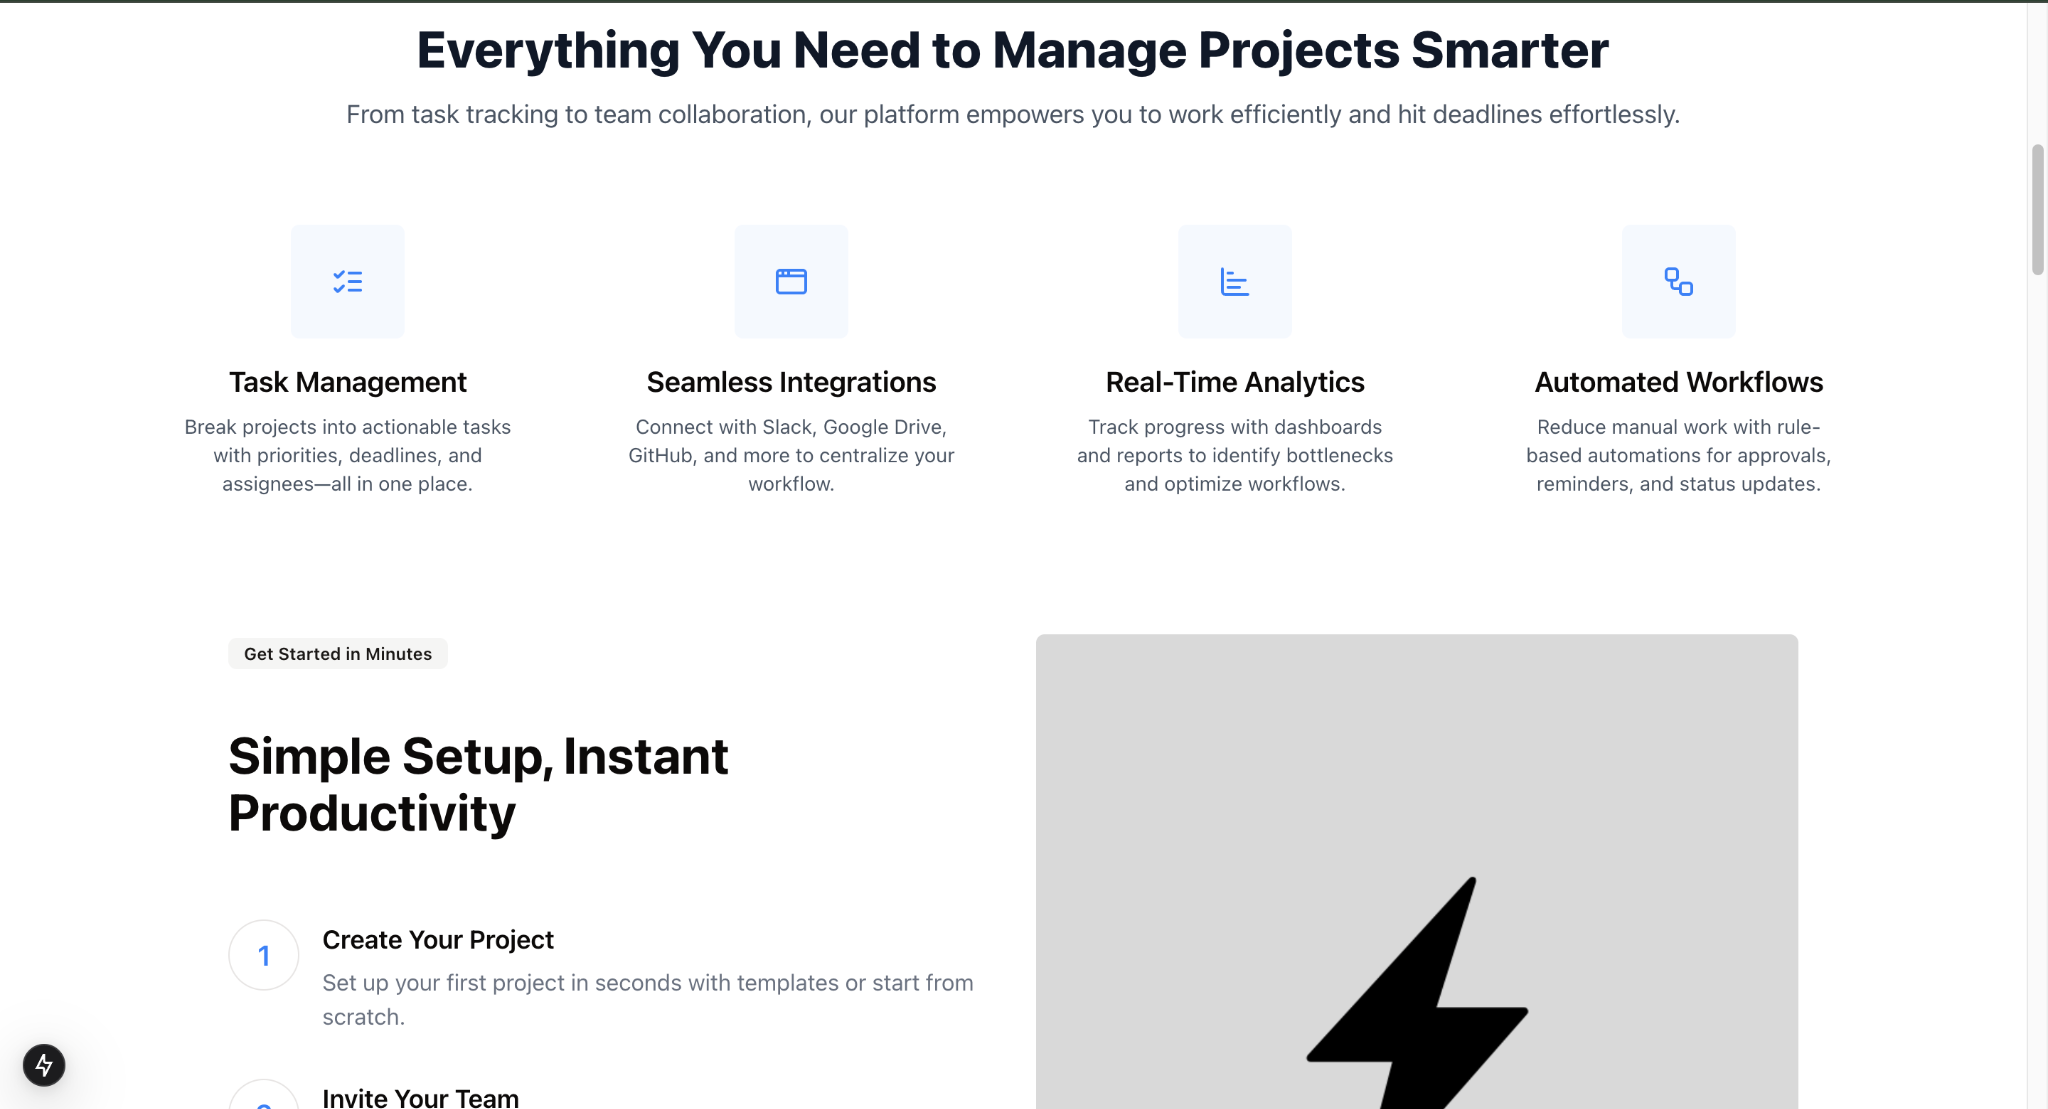 Everything You Need to Manage Projects Smarter
From task tracking to team collaboration, our platform empowers you to work efficiently and hit deadlines effortlessly.
Task Management
Break projects into actionable tasks
with priorities, deadlines, and
assignees—all in one place.
Seamless Integrations
Connect with Slack, Google Drive,
GitHub, and more to centralize your
workflow.
Real-Time Analytics
Track progress with dashboards
and reports to identify bottlenecks
and optimize workflows.
Automated Workflows
Reduce manual work with rule-
based automations for approvals,
reminders, and status updates.
Get Started in Minutes
Simple Setup, Instant
Productivity
1
Create Your Project
Set up your first project in seconds with templates or start from
scratch.
Invite Your Team